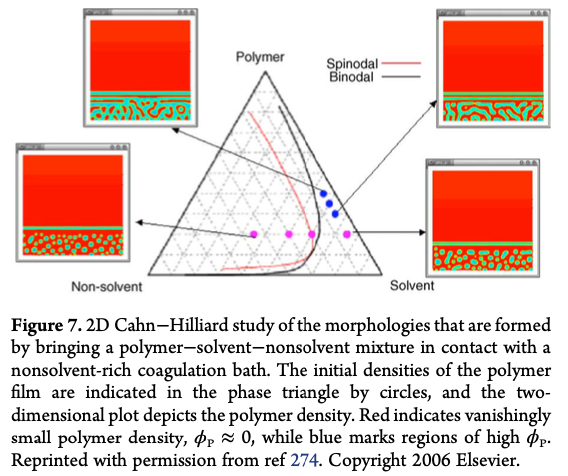 Polymer
Spinodal
Binodal
Non-solvent
Solvent
Figure 7. 2D Cahn−Hilliard study of the morphologies that are formed
by bringing a polymer−solvent−nonsolvent mixture in contact with a
nonsolvent-rich coagulation bath. The initial densities of the polymer
film are indicated in the phase triangle by circles, and the two-
dimensional plot depicts the polymer density. Red indicates vanishingly
small polymer density, ϕP ≈ 0, while blue marks regions of high ϕP.
Reprinted with permission from ref 274. Copyright 2006 Elsevier.